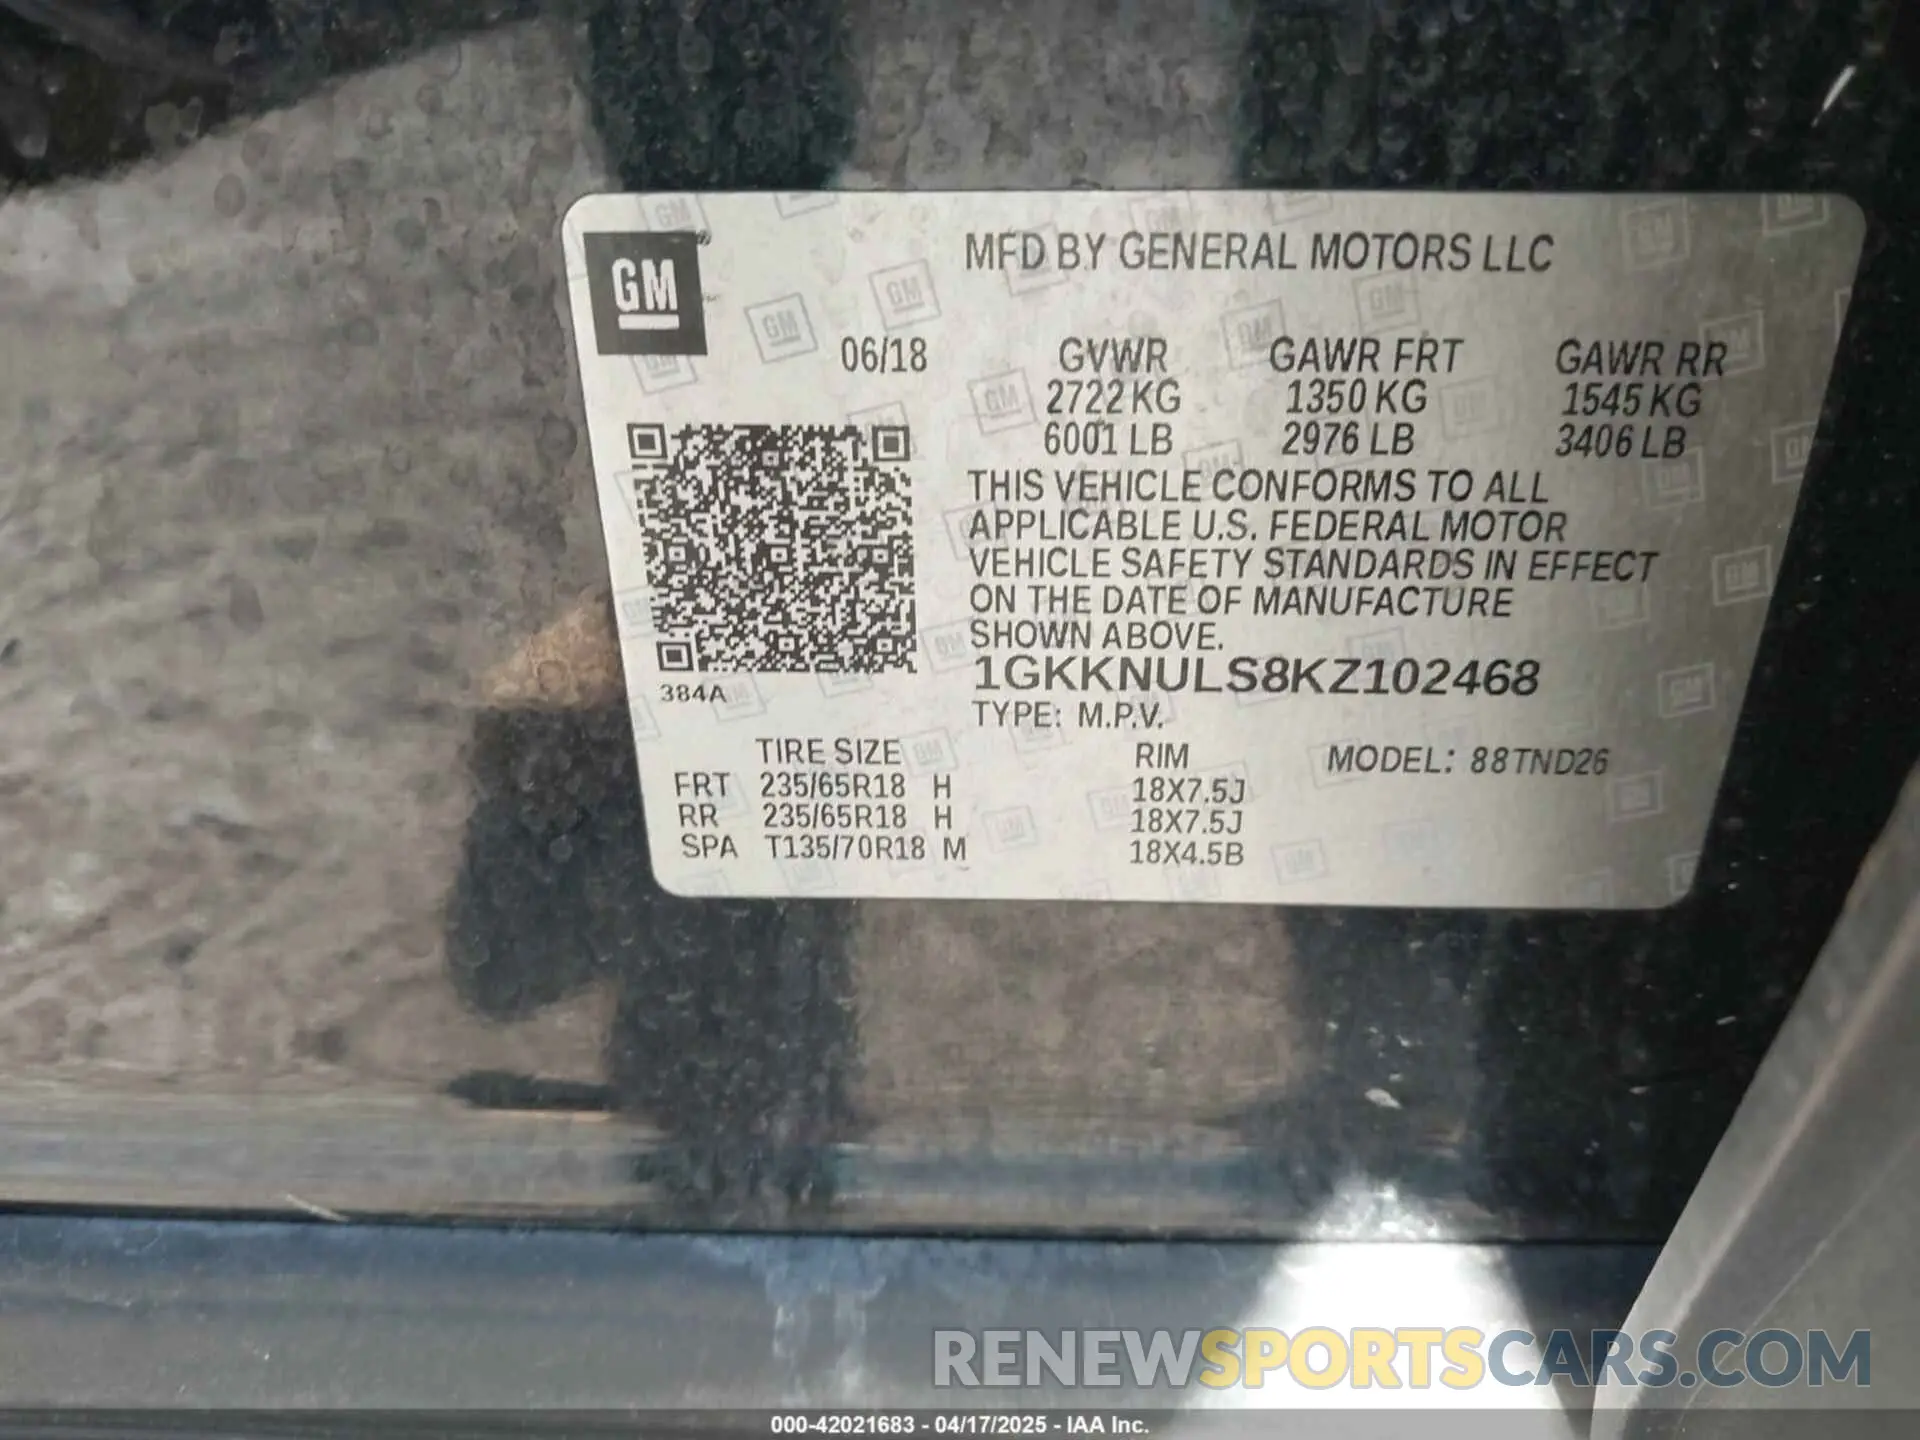 GM
MFD BY GENERAL MOTORS LLC
06/18 GVWR GAWR FRT GAWR RR
2722 KG 1350 KG 1545 KG
6001 LB 2976 LB 3406 LB
THIS VEHICLE CONFORMS TO ALL
APPLICABLE U.S. FEDERAL MOTOR
VEHICLE SAFETY STANDARDS IN EFFECT
ON THE DATE OF MANUFACTURE
SHOWN ABOVE.
1GKKNULS8KZ102468
384A
TYPE: M.P.V.
TIRE SIZE RIM MODEL: 88TND26
FRT 235/65R18 H 18X7.5J
RR 235/65R18 H 18X7.5J
SPA T135/70R18 M 18X4.5B
RENEWSPORTSCARS.COM
000-42021683 - 04/17/2025 - IAA Inc.